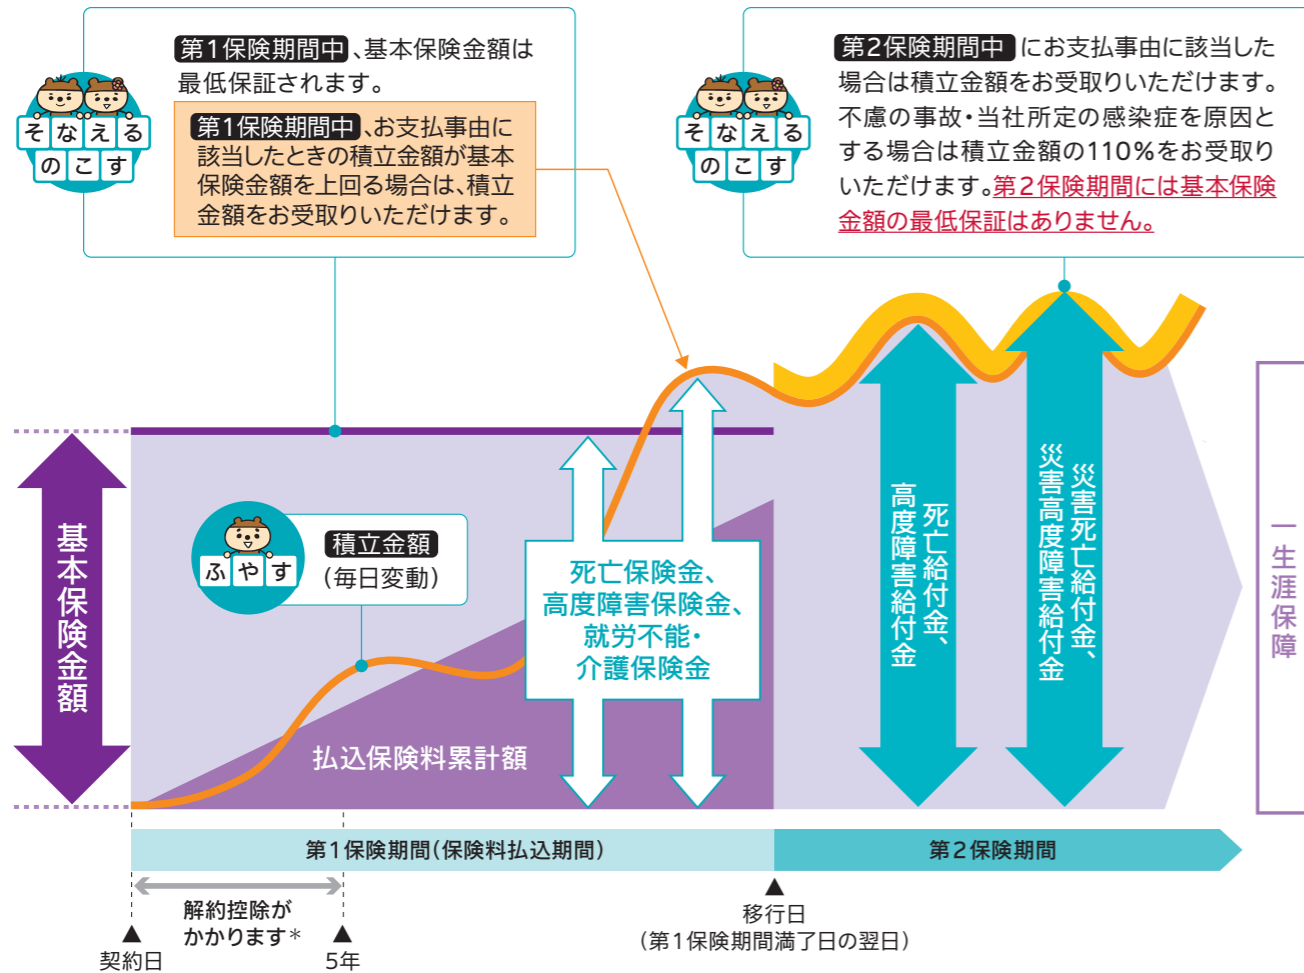 第1保険期間中、基本保険金額は
最低保証されます。
第1保険期間中、お支払事由に
該当したときの積立金額が基本
保険金額を上回る場合は、積立
金額をお受取りいただけます。
そなえる
のこす
第2保険期間中にお支払事由に該当した
場合は積立金額をお受取りいただけます。
不慮の事故・当社所定の感染症を原因と
する場合は積立金額の110%をお受取り
いただけます。第2保険期間には基本保険
金額の最低保証はありません。
そなえる
のこす
基本保険金額
ふやす
積立金額
(毎日変動)
払込保険料累計額
死亡保険金、
高度障害保険金、
就労不能・
介護保険金
死亡給付金、
高度障害給付金
災害死亡給付金、
災害高度障害給付金
一生涯保障
第1保険期間(保険料払込期間)
第2保険期間
解約控除が
かかります*
契約日
5年
移行日
(第1保険期間満了日の翌日)